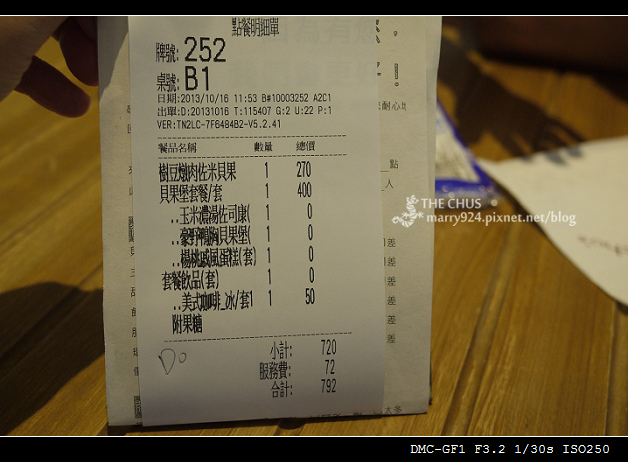 點餐明細單
牌號: 252
桌號: B1
日期:2013/10/16 11:53 B#10003252 A2C1
出單:D:20131016 T:115407 G:2 U:22 P:1
VER:TN2LC-7F6484B2-V5.2.41
餐品名稱 數量 總價
樹豆燉肉佐米貝果 1 270
貝果堡套餐/套 1 400
..玉米濃湯佐司康( 1 0
..豪野鴨胸貝果堡( 1 0
..楊桃戚風蛋糕(套) 1 0
套餐飲品(套) 1 0
..美式咖啡_冰/套1 1 50
附果糖
小計: 720
服務費: 72
合計: 792
Do
THE CHUS
marry924.pixnet.net/blog
DMC-GF1 F3.2 1/30s ISO250